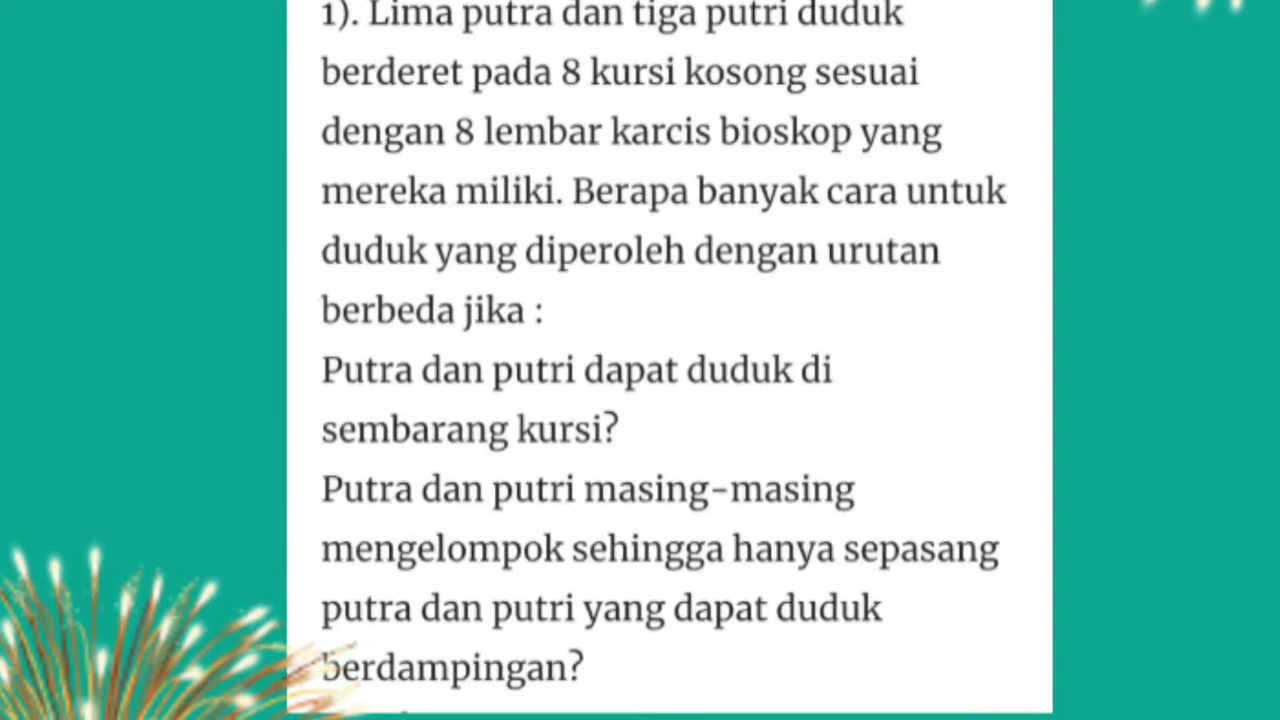 1). Lima putra dan tiga putri duduk
berderet pada 8 kursi kosong sesuai
dengan 8 lembar karcis bioskop yang
mereka miliki. Berapa banyak cara untuk
duduk yang diperoleh dengan urutan
berbeda jika :
Putra dan putri dapat duduk di
sembarang kursi?
Putra dan putri masing-masing
mengelompok sehingga hanya sepasang
putra dan putri yang dapat duduk
berdampingan?